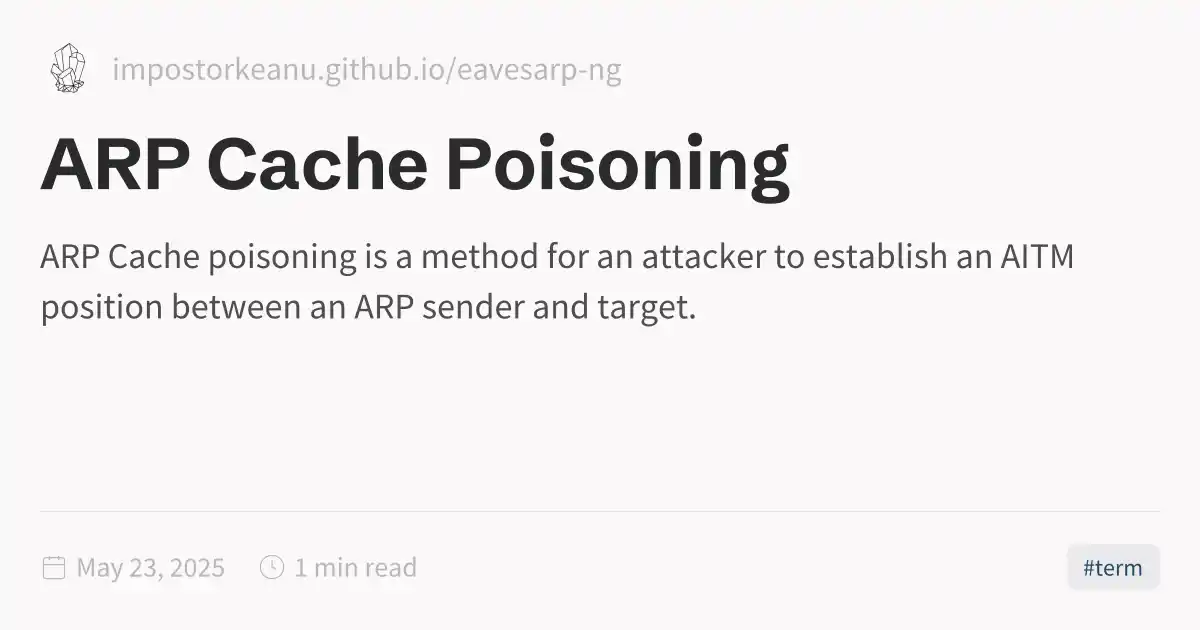 impostorkeanu.github.io/eavesarp-ng
ARP Cache Poisoning
ARP Cache poisoning is a method for an attacker to establish an AITM
position between an ARP sender and target.
May 23, 2025 1 min read #term